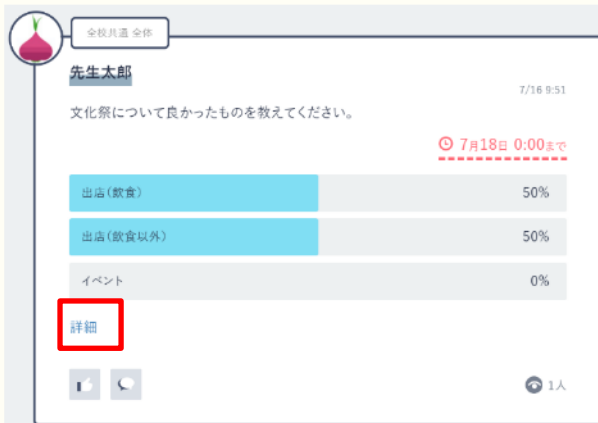 全校共通 全体
先生太郎
7/16 9:51
文化祭について良かったものを教えてください。
7月18日 0:00まで
出店(飲食) 50%
出店(飲食以外) 50%
イベント 0%
詳細
1人